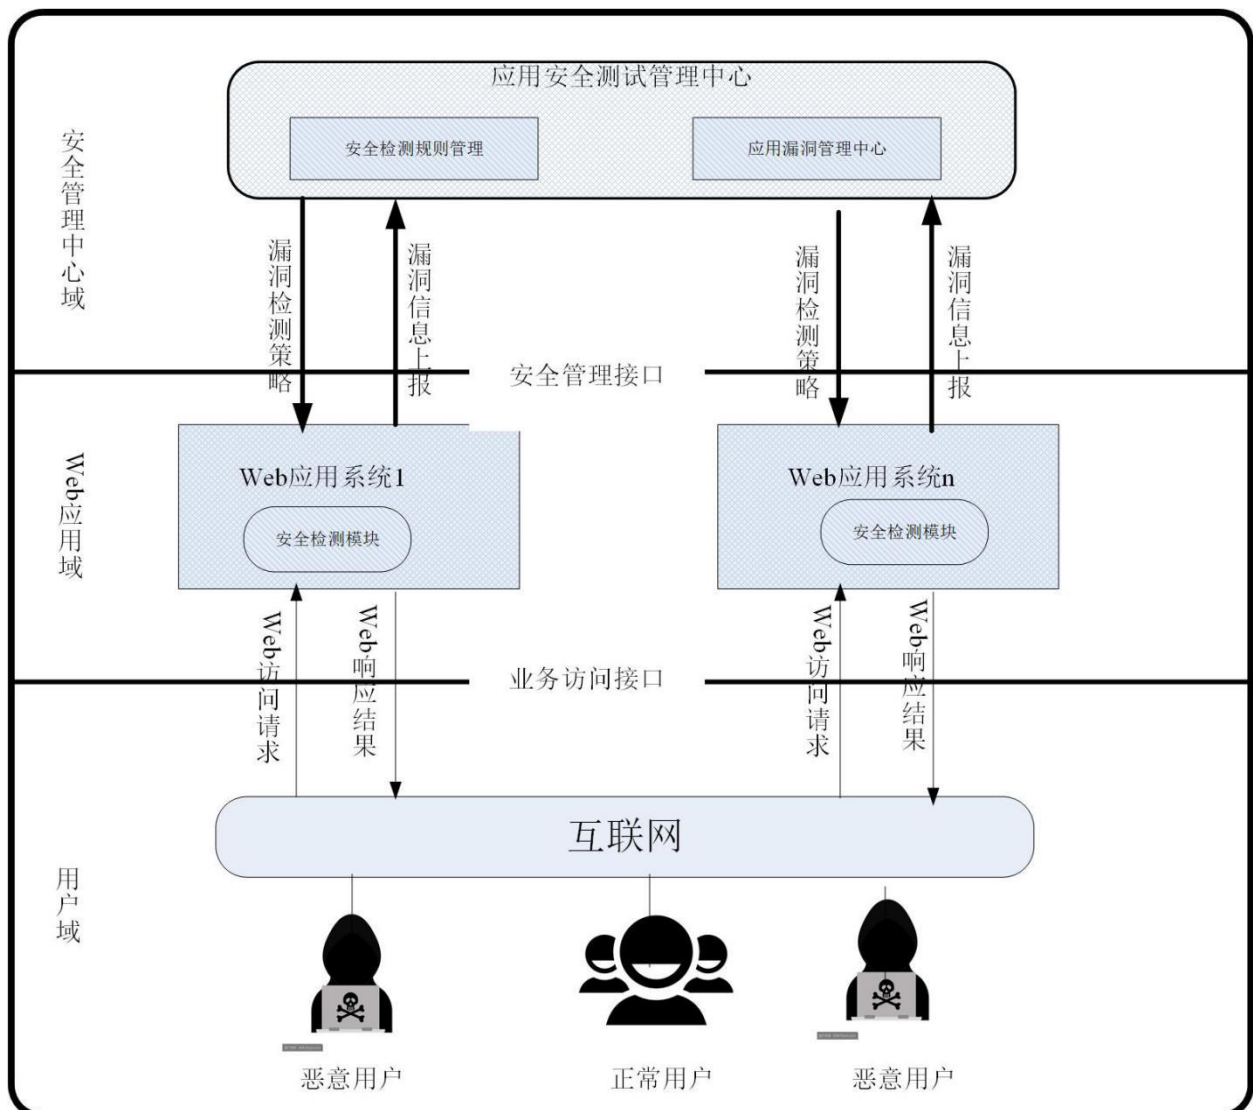 应用安全测试管理中心
安全检测规则管理
应用漏洞管理中心
安全管理中心域
漏洞检测策略
漏洞信息上报
漏洞检测策略
漏洞信息上报
安全管理接口
Web应用域
Web应用系统1
安全检测模块
Web应用系统n
安全检测模块
Web访问请求
Web响应结果
Web访问请求
Web响应结果
业务访问接口
互联网
用户域
恶意用户
正常用户
恶意用户